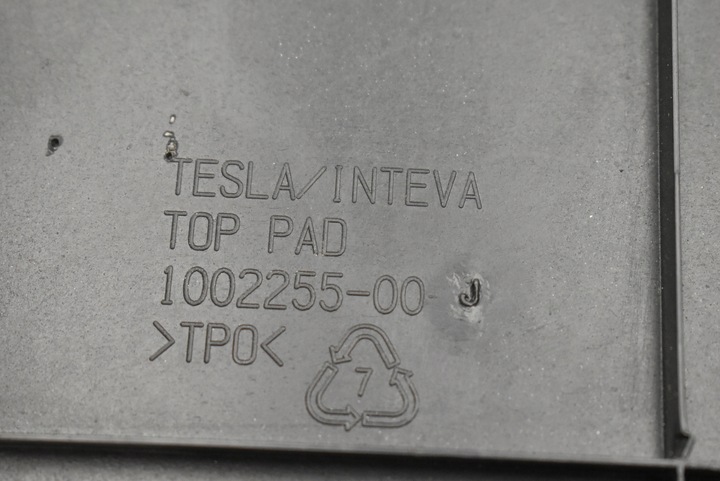 TESLA/INTEVA
TOP PAD
1002255-00 J
>TPO<
7